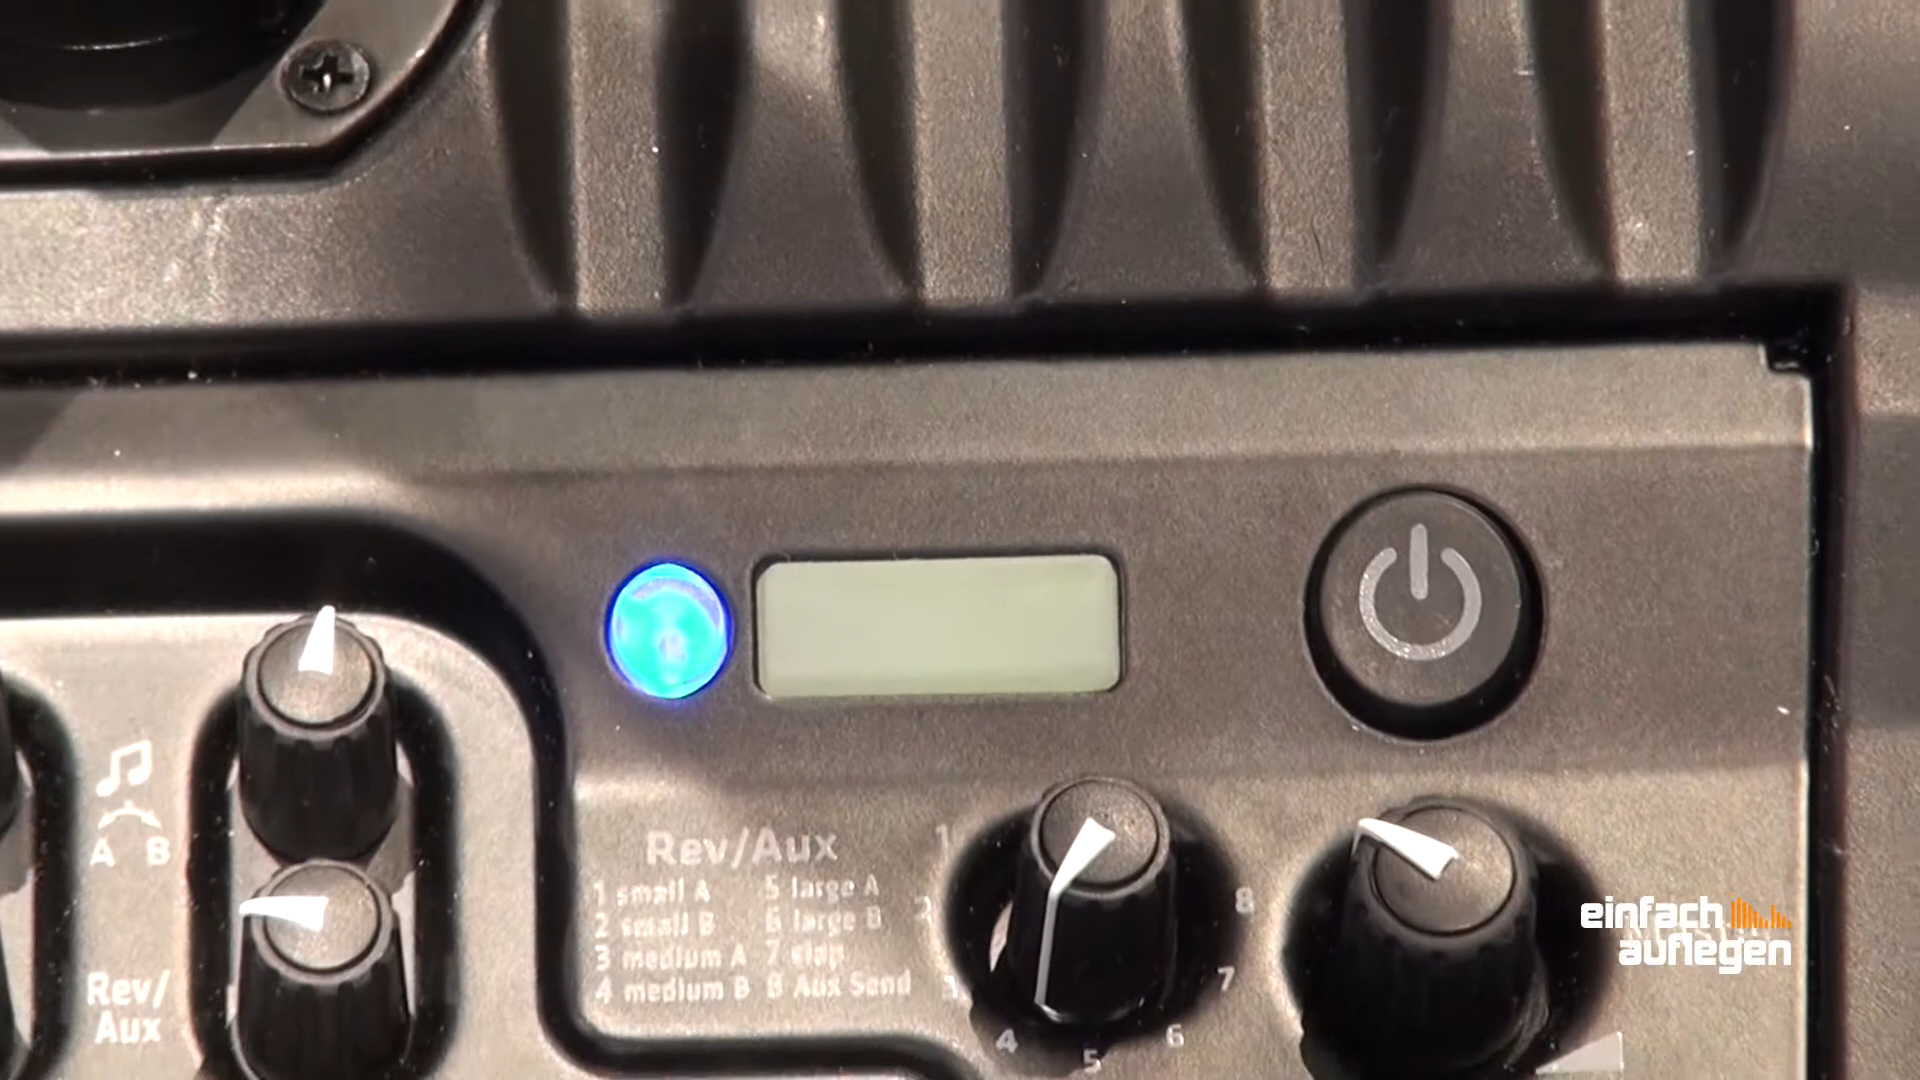 A B
Rev/
Aux
Rev/Aux
1 small A 5 large A
2 small B 6 large B
3 medium A 7 slap
4 medium B 8 Aux Send
1
2
3
4
5
6
7
8
einfach
auflegen